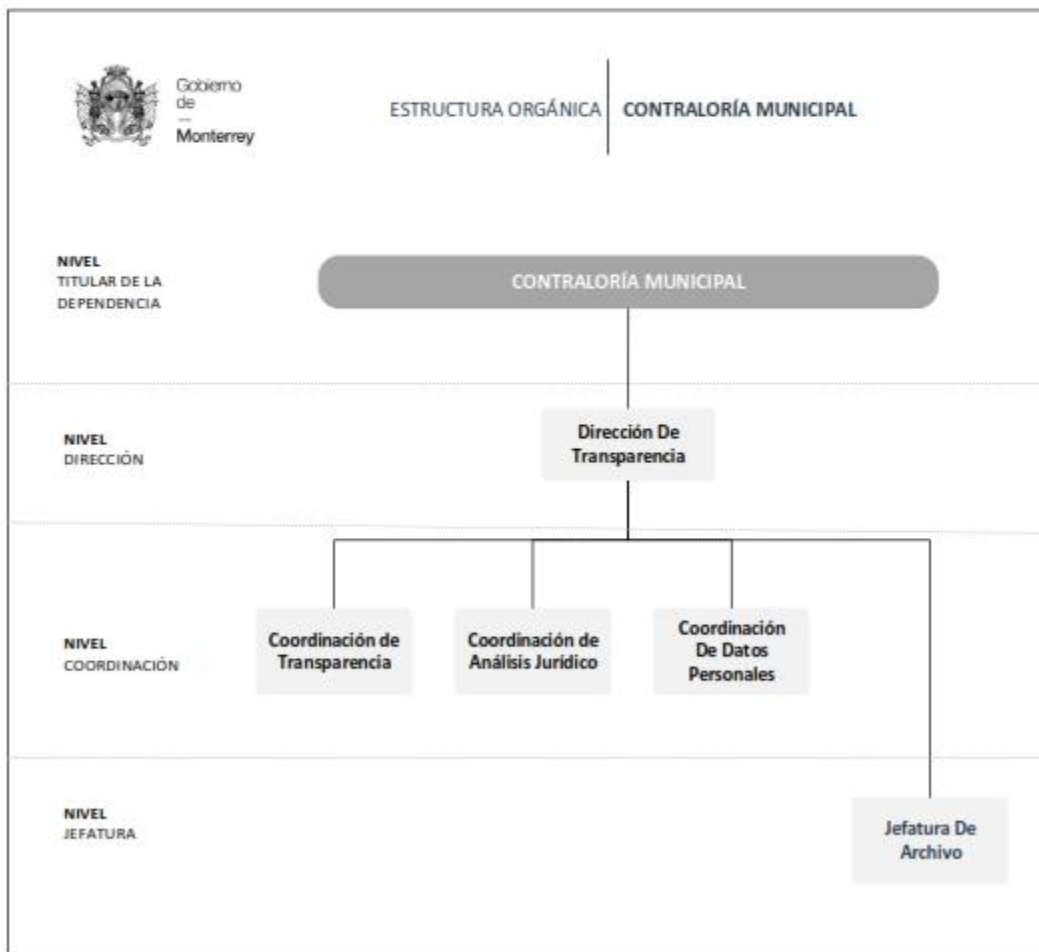 Gobierno
de
—
Monterrey
ESTRUCTURA ORGÁNICA
CONTRALORÍA MUNICIPAL
NIVEL
TITULAR DE LA
DEPENDENCIA
CONTRALORÍA MUNICIPAL
NIVEL
DIRECCIÓN
Dirección De
Transparencia
NIVEL
COORDINACIÓN
Coordinación de
Transparencia
Coordinación de
Análisis Jurídico
Coordinación
De Datos
Personales
NIVEL
JEFATURA
Jefatura De
Archivo